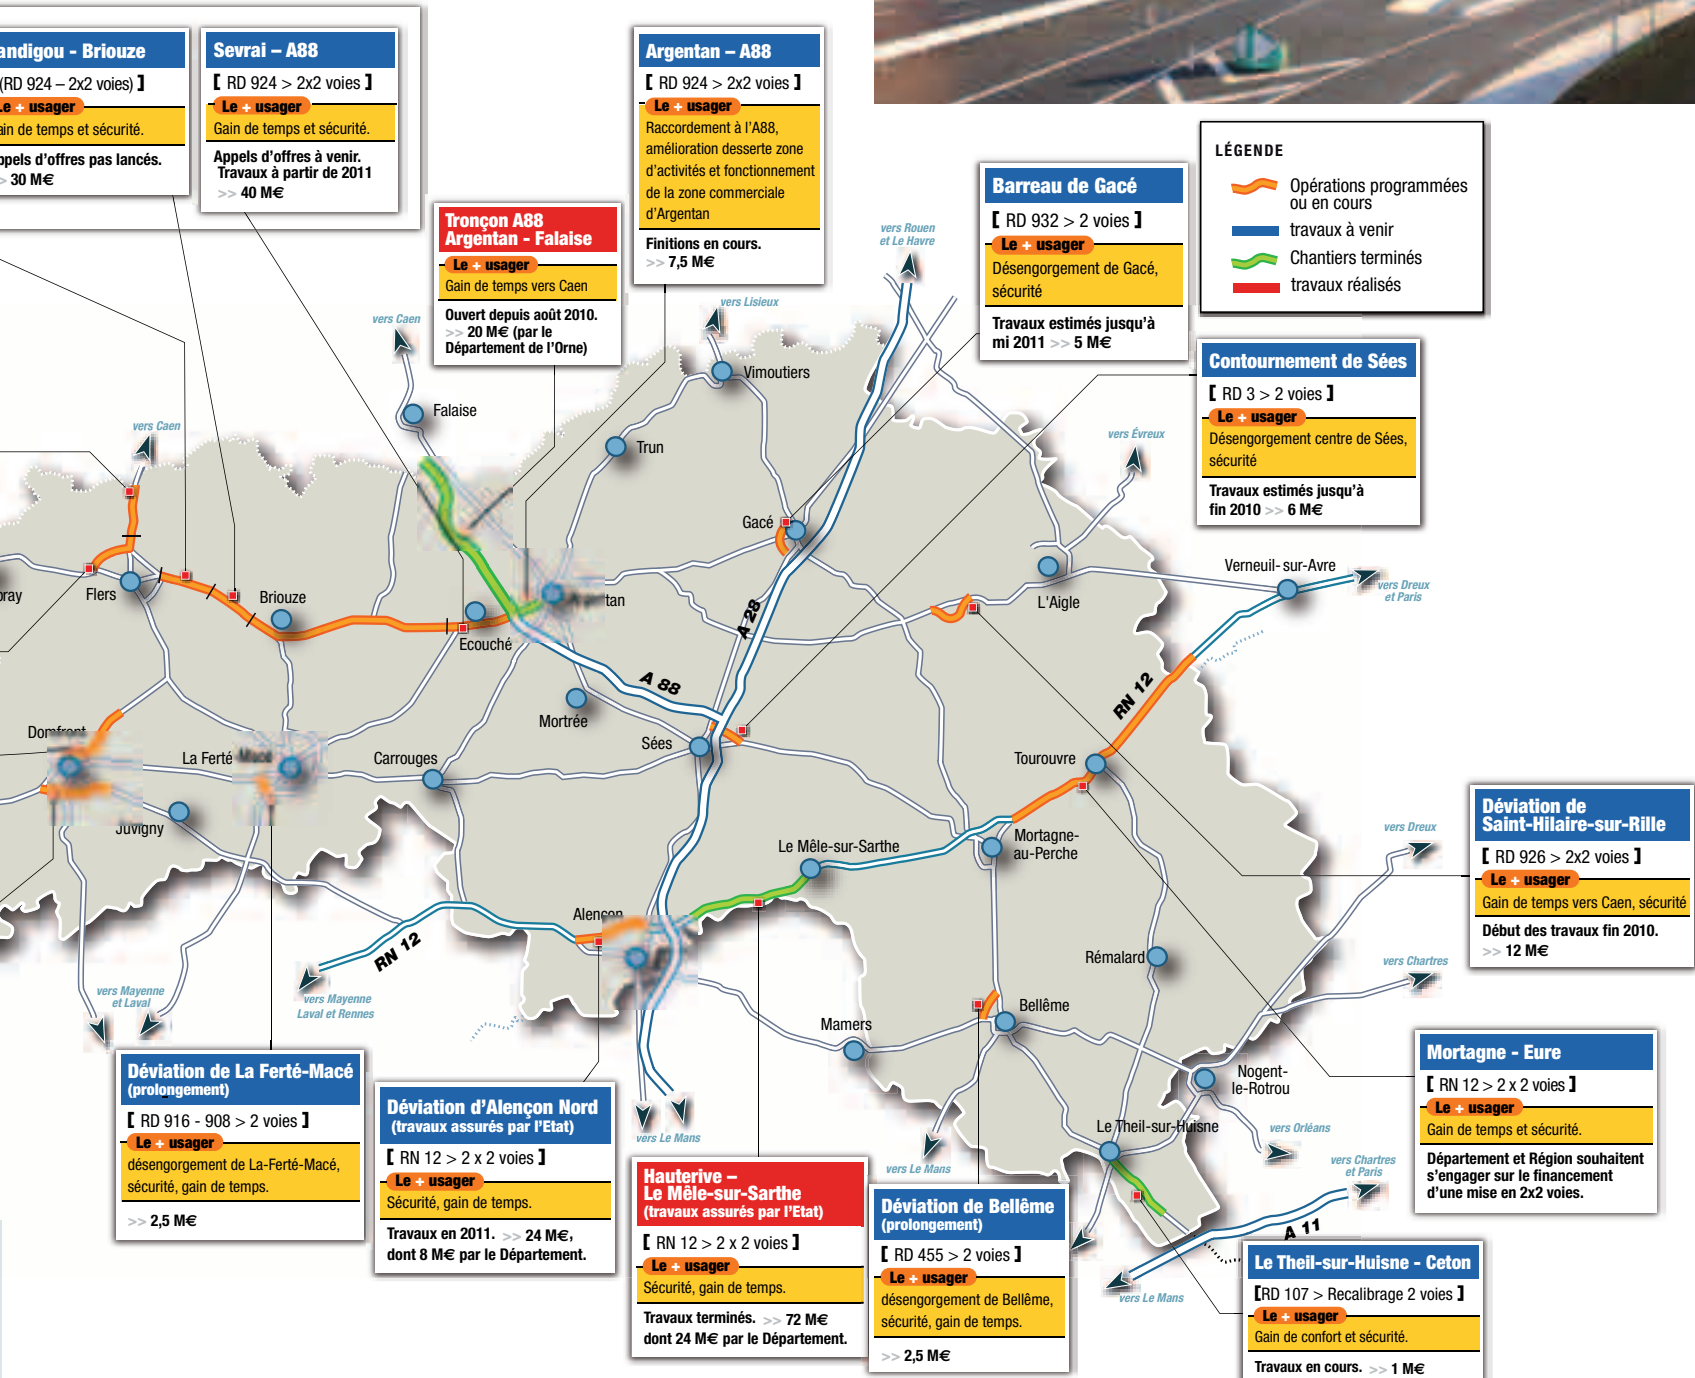 andigou - Briouze
(RD 924 – 2x2 voies) ]
Le + usager
ain de temps et sécurité.
ppels d'offres pas lancés.
> 30 M€
Sevrai – A88
[ RD 924 > 2x2 voies ]
Le + usager
Gain de temps et sécurité.
Appels d'offres à venir.
Travaux à partir de 2011
>> 40 M€
Tronçon A88
Argentan - Falaise
Le + usager
Gain de temps vers Caen
Ouvert depuis août 2010.
>> 20 M€ (par le
Département de l'Orne)
Argentan – A88
[ RD 924 > 2x2 voies ]
Le + usager
Raccordement à l'A88,
amélioration desserte zone
d'activités et fonctionnement
de la zone commerciale
d'Argentan
Finitions en cours.
>> 7,5 M€
Barreau de Gacé
[ RD 932 > 2 voies ]
Le + usager
Désengorgement de Gacé,
sécurité
Travaux estimés jusqu'à
mi 2011 >> 5 M€
LÉGENDE
Opérations programmées
ou en cours
travaux à venir
Chantiers terminés
travaux réalisés
Contournement de Sées
[ RD 3 > 2 voies ]
Le + usager
Désengorgement centre de Sées,
sécurité
Travaux estimés jusqu'à
fin 2010 >> 6 M€
vers Rouen
et Le Havre
vers Lisieux
vers Caen
vers Caen
vers Évreux
Vimoutiers
Falaise
Trun
Gacé
Verneuil-sur-Avre
vers Dreux
et Paris
L'Aigle
ray
Flers
Briouze
Ecouché
tan
A 28
A 88
RN 12
Mortrée
Sées
Domfront
La Ferté Macé
Carrouges
Tourouvre
Juvigny
Le Mêle-sur-Sarthe
Mortagne-
au-Perche
vers Dreux
Alençon
RN 12
Rémalard
vers Chartres
vers Mayenne
et Laval
vers Mayenne
Laval et Rennes
Mamers
Bellême
Nogent-
le-Rotrou
Le Theil-sur-Huisne
vers Orléans
vers Le Mans
vers Le Mans
vers Chartres
et Paris
A 11
vers Le Mans
Déviation de
Saint-Hilaire-sur-Rille
[ RD 926 > 2x2 voies ]
Le + usager
Gain de temps vers Caen, sécurité
Début des travaux fin 2010.
>> 12 M€
Mortagne - Eure
[ RN 12 > 2 x 2 voies ]
Le + usager
Gain de temps et sécurité.
Département et Région souhaitent
s'engager sur le financement
d'une mise en 2x2 voies.
Déviation de La Ferté-Macé
(prolongement)
[ RD 916 - 908 > 2 voies ]
Le + usager
désengorgement de La-Ferté-Macé,
sécurité, gain de temps.
>> 2,5 M€
Déviation d'Alençon Nord
(travaux assurés par l'Etat)
[ RN 12 > 2 x 2 voies ]
Le + usager
Sécurité, gain de temps.
Travaux en 2011. >> 24 M€,
dont 8 M€ par le Département.
Hauterive –
Le Mêle-sur-Sarthe
(travaux assurés par l'Etat)
[ RN 12 > 2 x 2 voies ]
Le + usager
Sécurité, gain de temps.
Travaux terminés. >> 72 M€
dont 24 M€ par le Département.
Déviation de Bellême
(prolongement)
[ RD 455 > 2 voies ]
Le + usager
désengorgement de Bellême,
sécurité, gain de temps.
>> 2,5 M€
Le Theil-sur-Huisne - Ceton
[RD 107 > Recalibrage 2 voies ]
Le + usager
Gain de confort et sécurité.
Travaux en cours. >> 1 M€